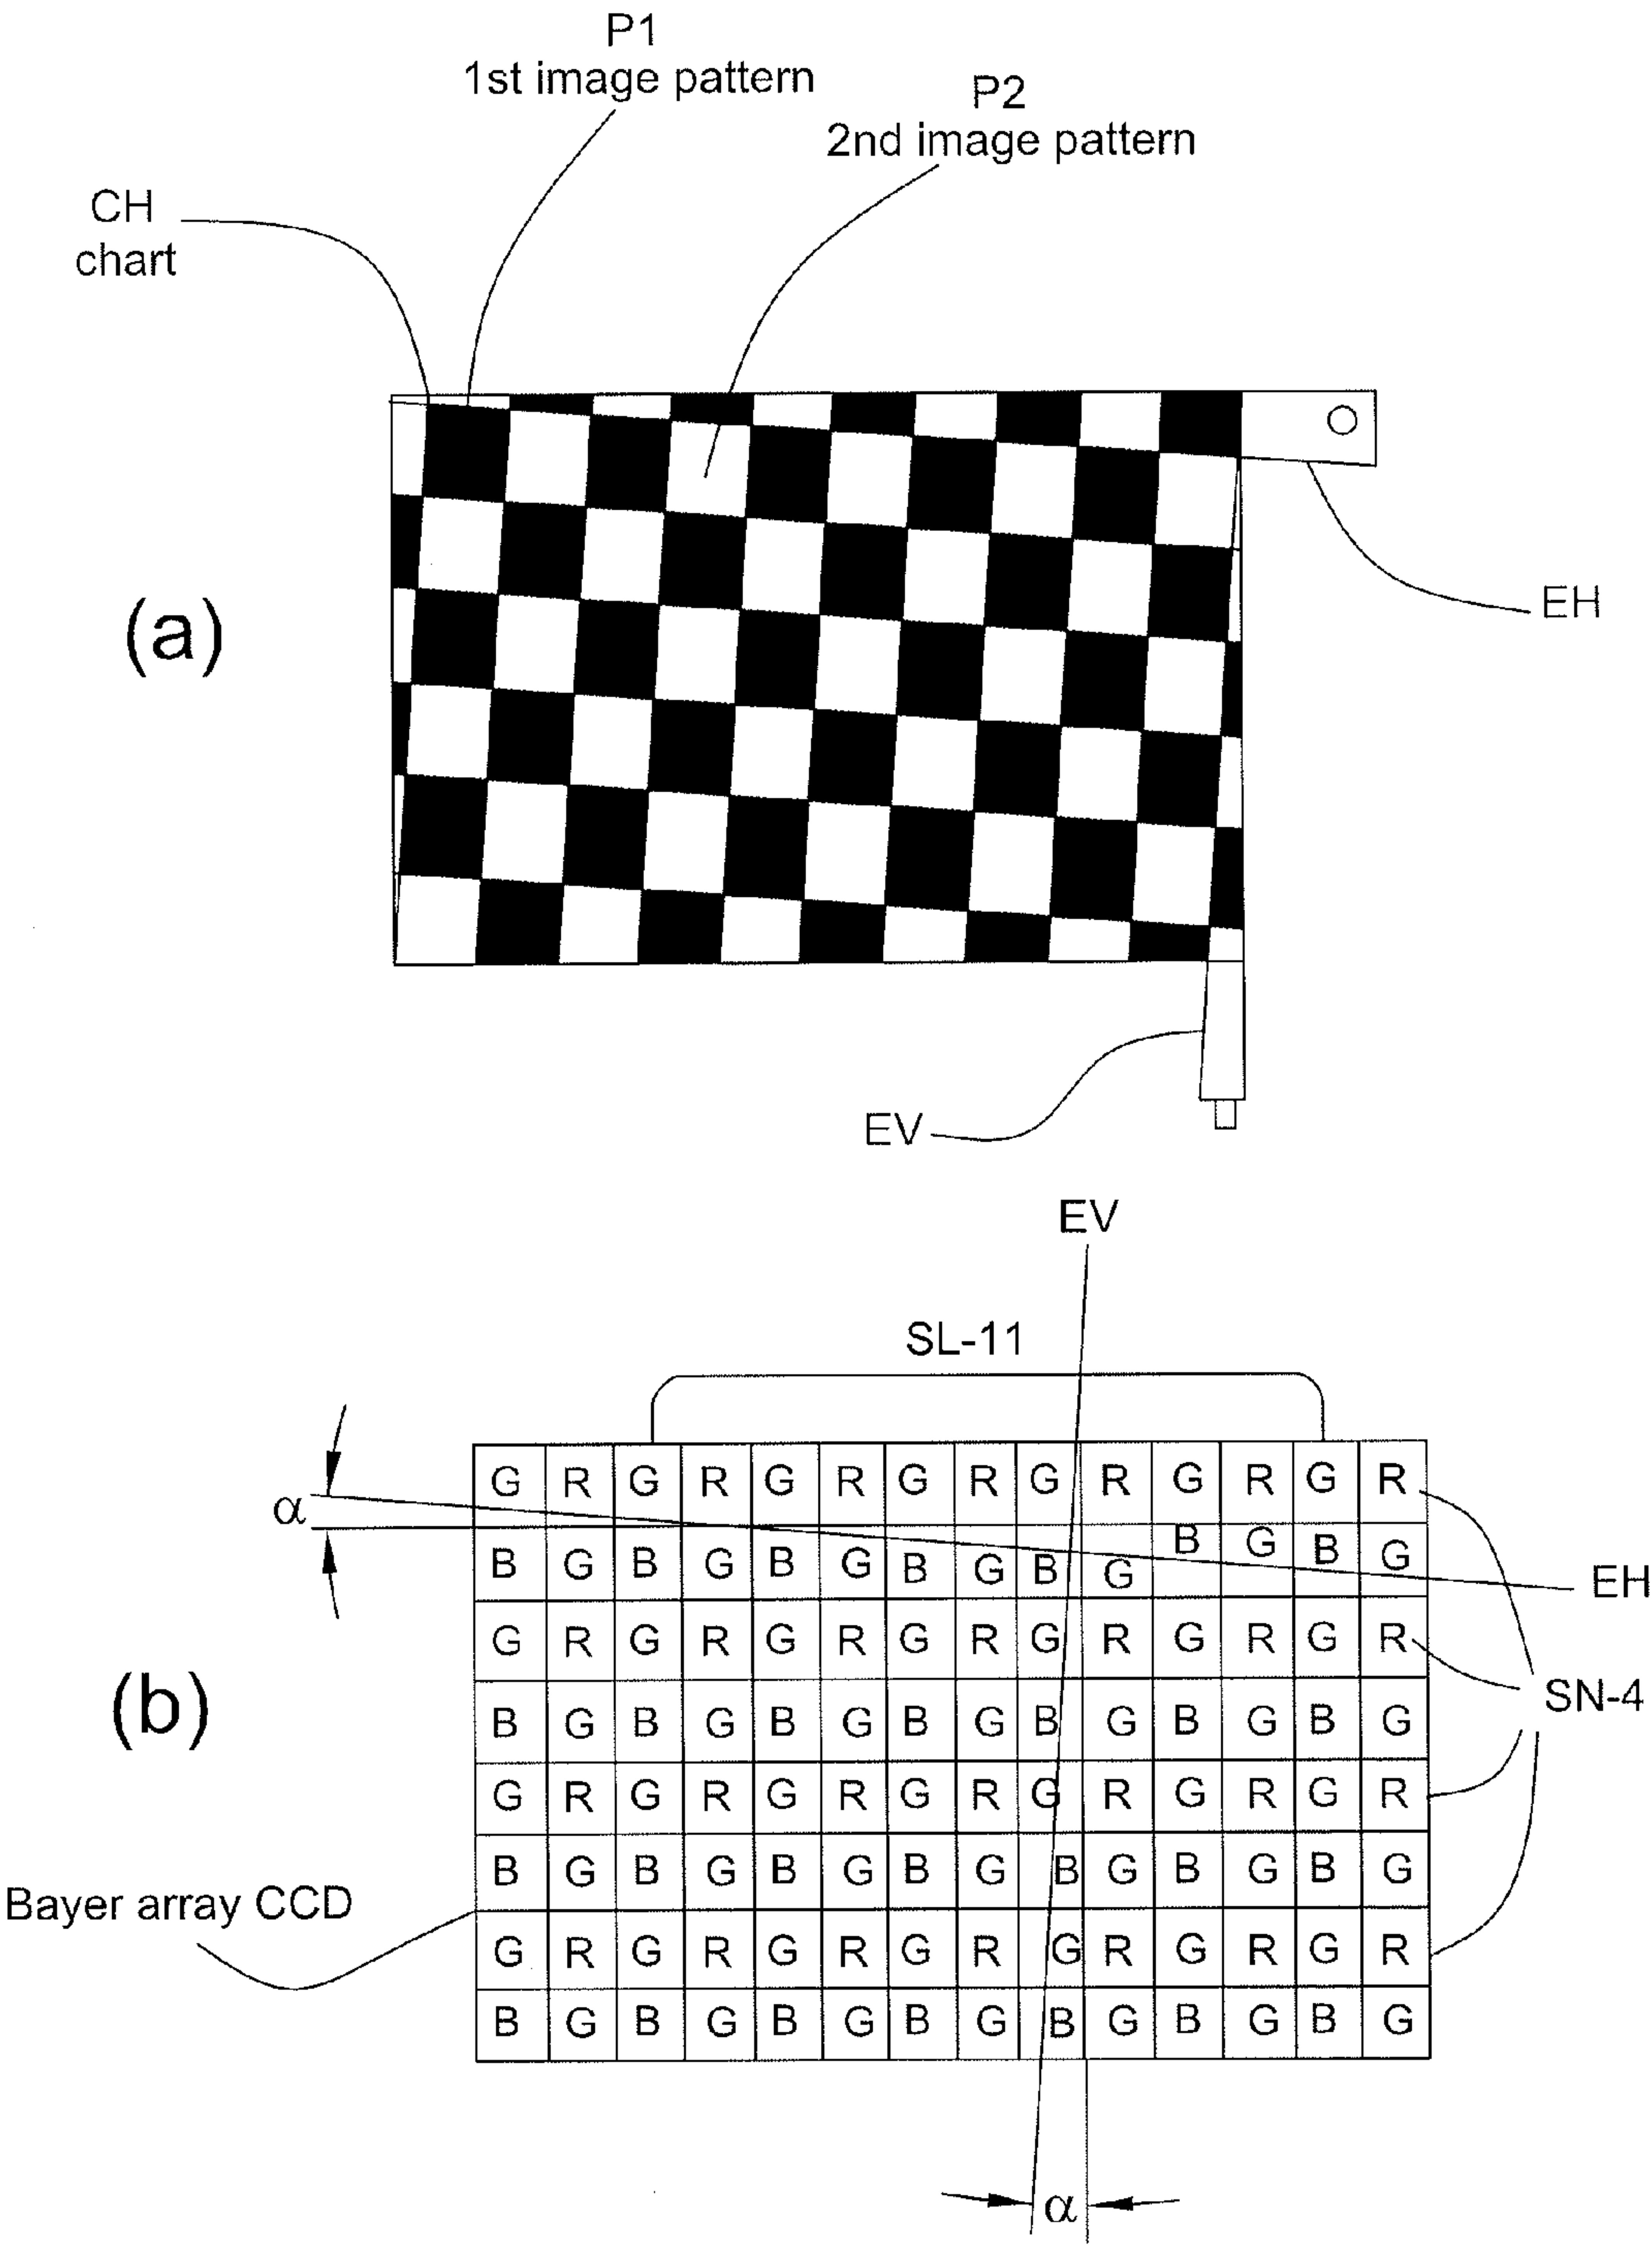 P1
1st image pattern
P2
2nd image pattern
CH
chart
(a)
EH
EV
EV
SL-11
α
G R G R G R G R G R G R G R
B G B G B G B G B G B G B G
EH
G R G R G R G R G R G R G R
SN-4
(b)
B G B G B G B G B G B G B G
G R G R G R G R G R G R G R
B G B G B G B G B G B G B G
Bayer array CCD
G R G R G R G R G R G R G R
B G B G B G B G B G B G B G
α